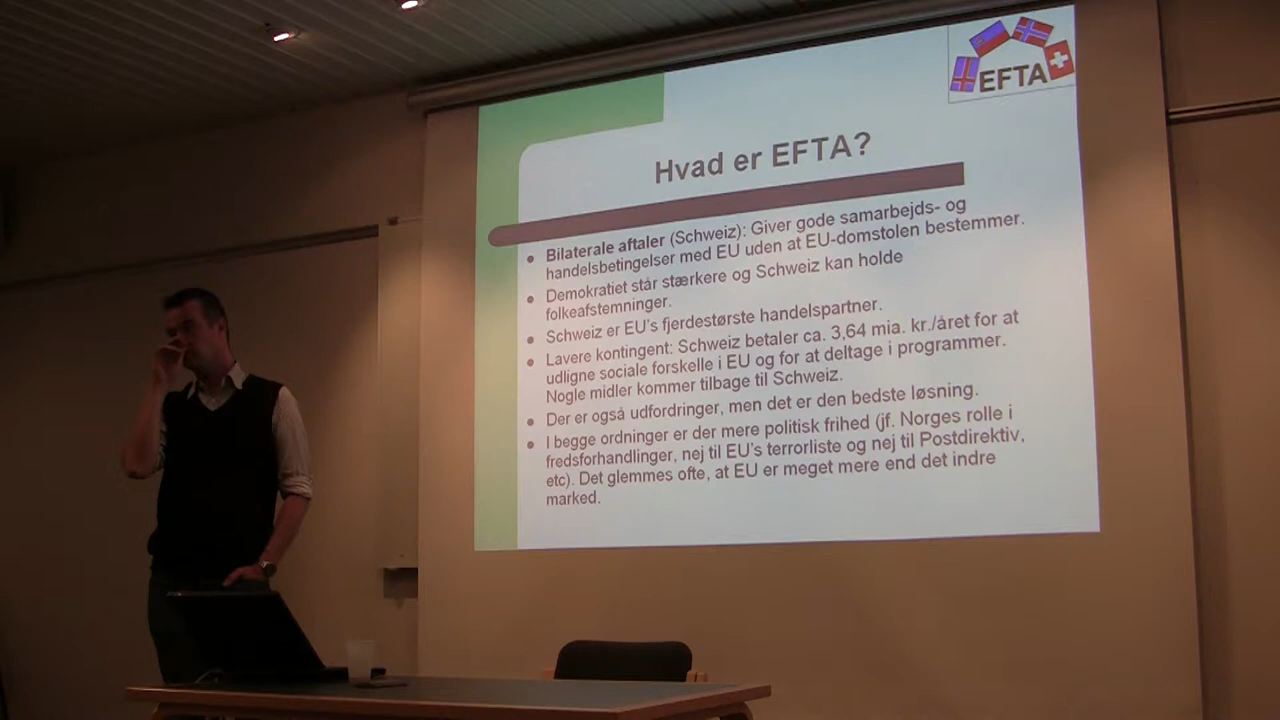 EFTA
Hvad er EFTA?
Bilaterale aftaler (Schweiz): Giver gode samarbejds- og
handelsbetingelser med EU uden at EU-domstolen bestemmer.
Demokratiet står stærkere og Schweiz kan holde
folkeafstemninger.
Schweiz er EU's fjerdestørste handelspartner.
Lavere kontingent: Schweiz betaler ca. 3,64 mia. kr./året for at
udligne sociale forskelle i EU og for at deltage i programmer.
Nogle midler kommer tilbage til Schweiz.
Der er også udfordringer, men det er den bedste løsning.
I begge ordninger er der mere politisk frihed (jf. Norges rolle i
fredsforhandlinger, nej til EU's terrorliste og nej til Postdirektiv,
etc). Det glemmes ofte, at EU er meget mere end det indre
marked.